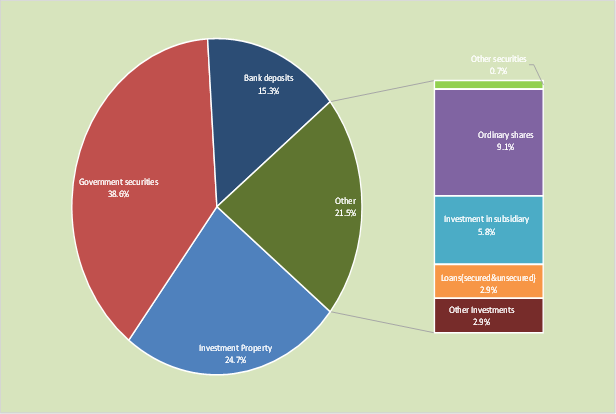 Bank deposits
15.3%
Government securities
38.6%
Other
21.5%
Investment Property
24.7%
Other securities
0.7%
Ordinary shares
9.1%
Investment in subsidiary
5.8%
Loans(secured&unsecured)
2.9%
Other Investments
2.9%